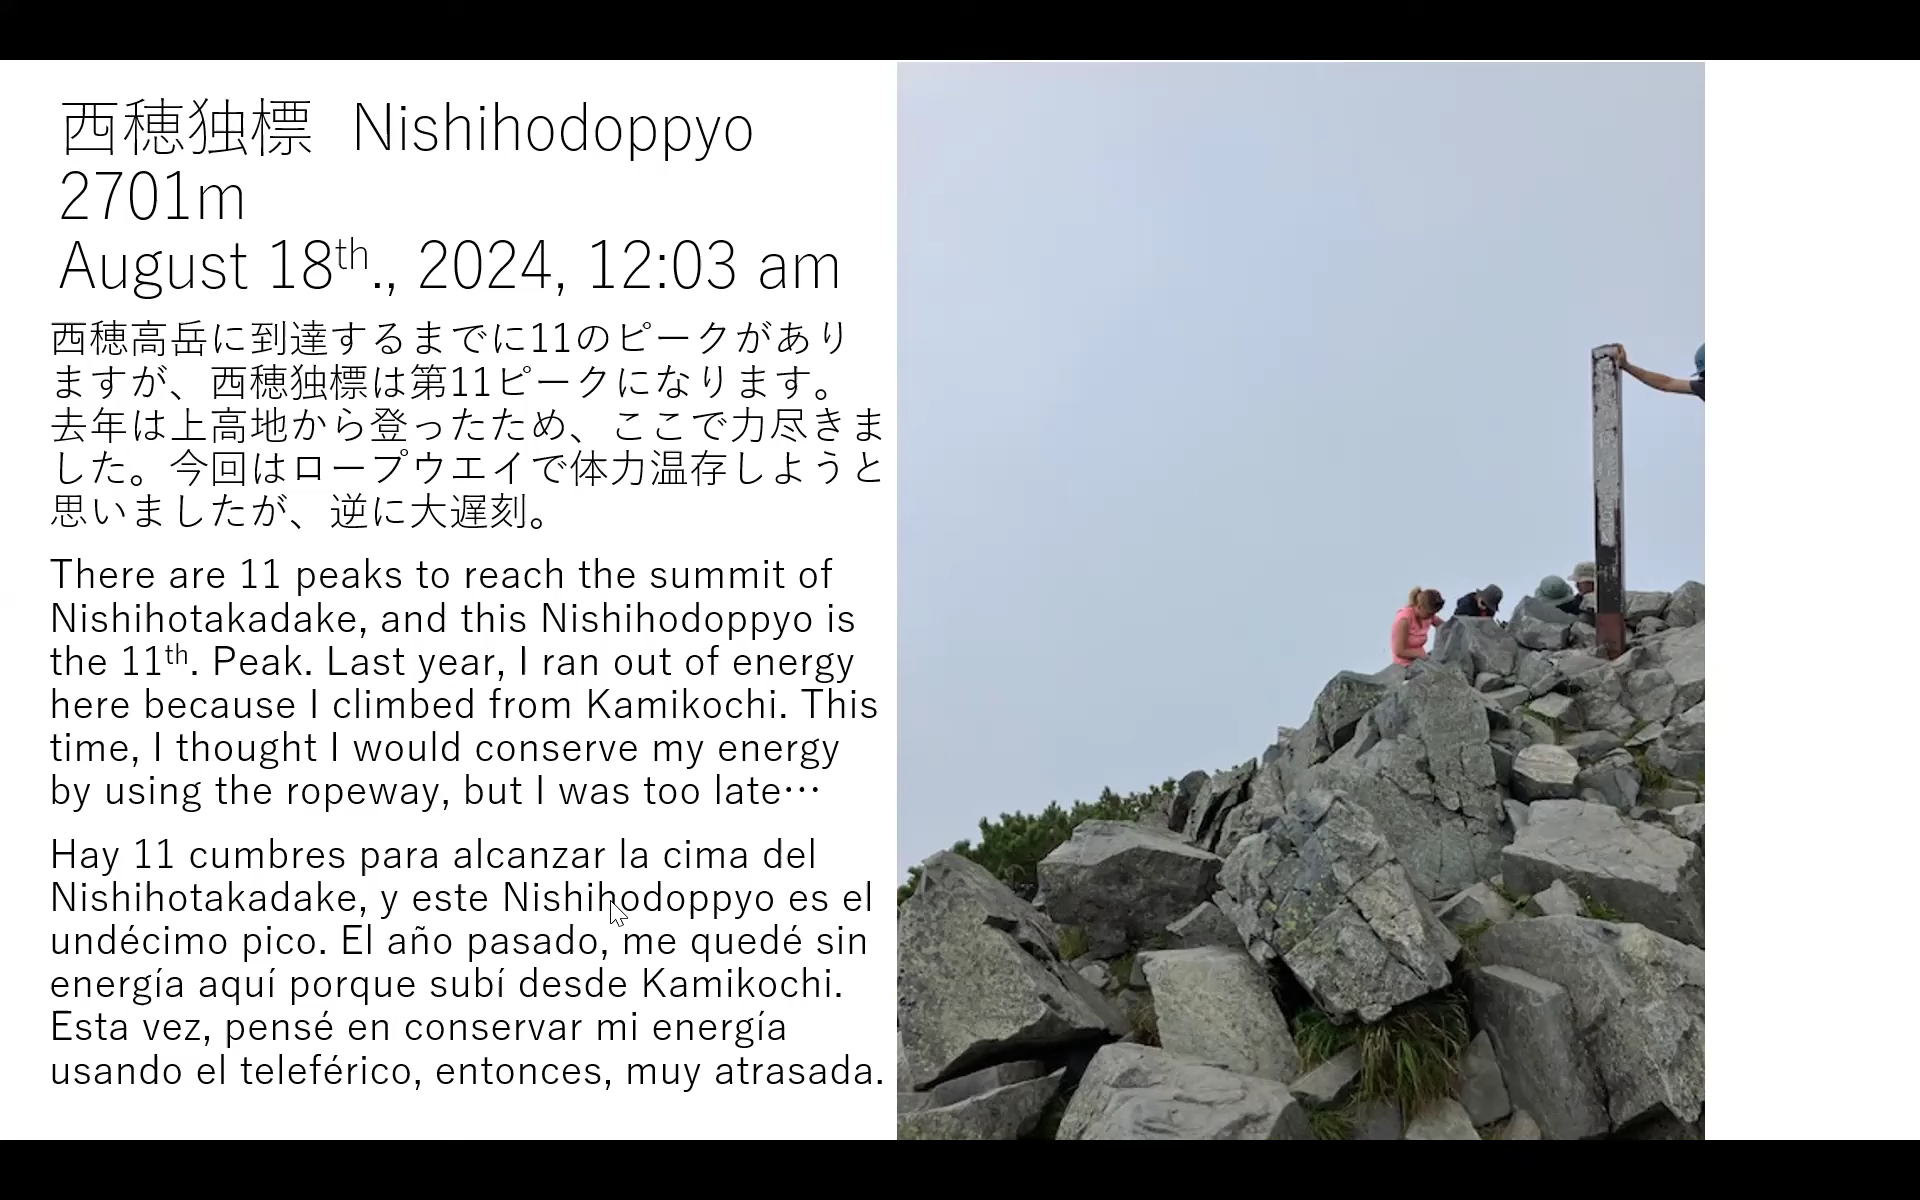 西穂独標 Nishihodoppyo
2701m
August 18th., 2024, 12:03 am
西穂高岳に到達するまでに11のピークがあり
ますが、西穂独標は第11ピークになります。
去年は上高地から登ったため、ここで力尽きま
した。今回はロープウエイで体力温存しようと
思いましたが、逆に大遅刻。
There are 11 peaks to reach the summit of
Nishihotakadake, and this Nishihodoppyo is
the 11th. Peak. Last year, I ran out of energy
here because I climbed from Kamikochi. This
time, I thought I would conserve my energy
by using the ropeway, but I was too late…
Hay 11 cumbres para alcanzar la cima del
Nishihotakadake, y este Nishihodoppyo es el
undécimo pico. El año pasado, me quedé sin
energía aquí porque subí desde Kamikochi.
Esta vez, pensé en conservar mi energía
usando el teleférico, entonces, muy atrasada.